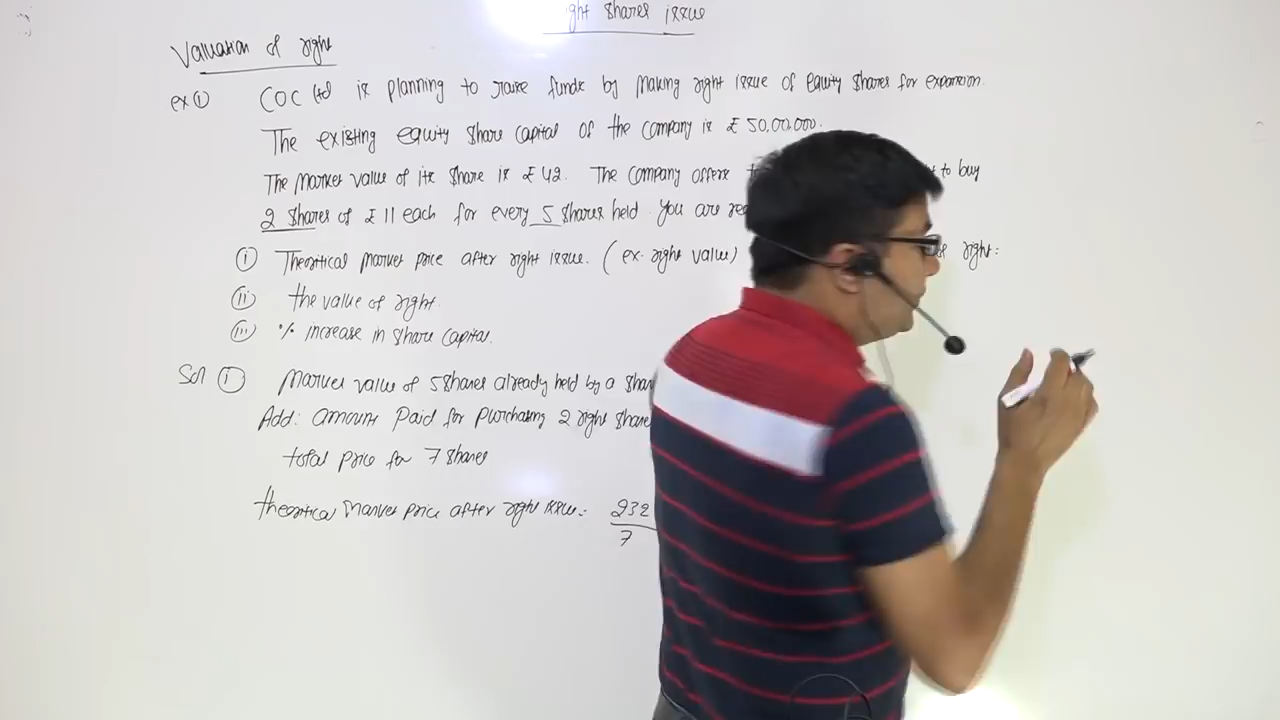 ght shares issue
Valuation of right
ex ① COC ltd is planning to raise funds by making right issue of equity shares for expansion.
The existing equity share capital of the company is ₤ 50,00,000.
The market value of its share is ₤ 42. The company offers t to buy
2 shares of ₤ 11 each for every 5 shares held. You are re
ⓘ Theoritical market price after right issue. (ex. right value) right:
ⓘⓘ the value of right.
ⓘⓘⓘ % increase in share capital.
Sol ⓘ Market value of 5 shares already held by a shar
Add: amount paid for purchasing 2 right share
total price for 7 shares
theoritical market price after right issue = 232
7